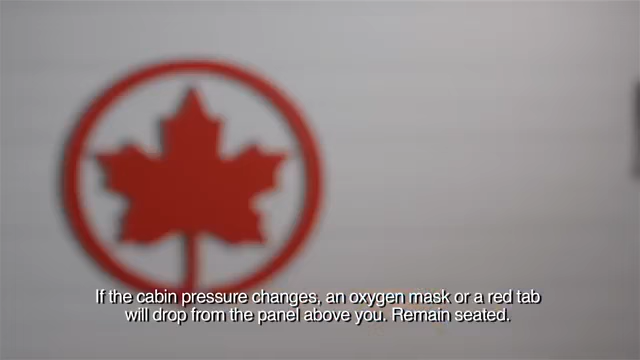 If the cabin pressure changes, an oxygen mask or a red tab
will drop from the panel above you. Remain seated.